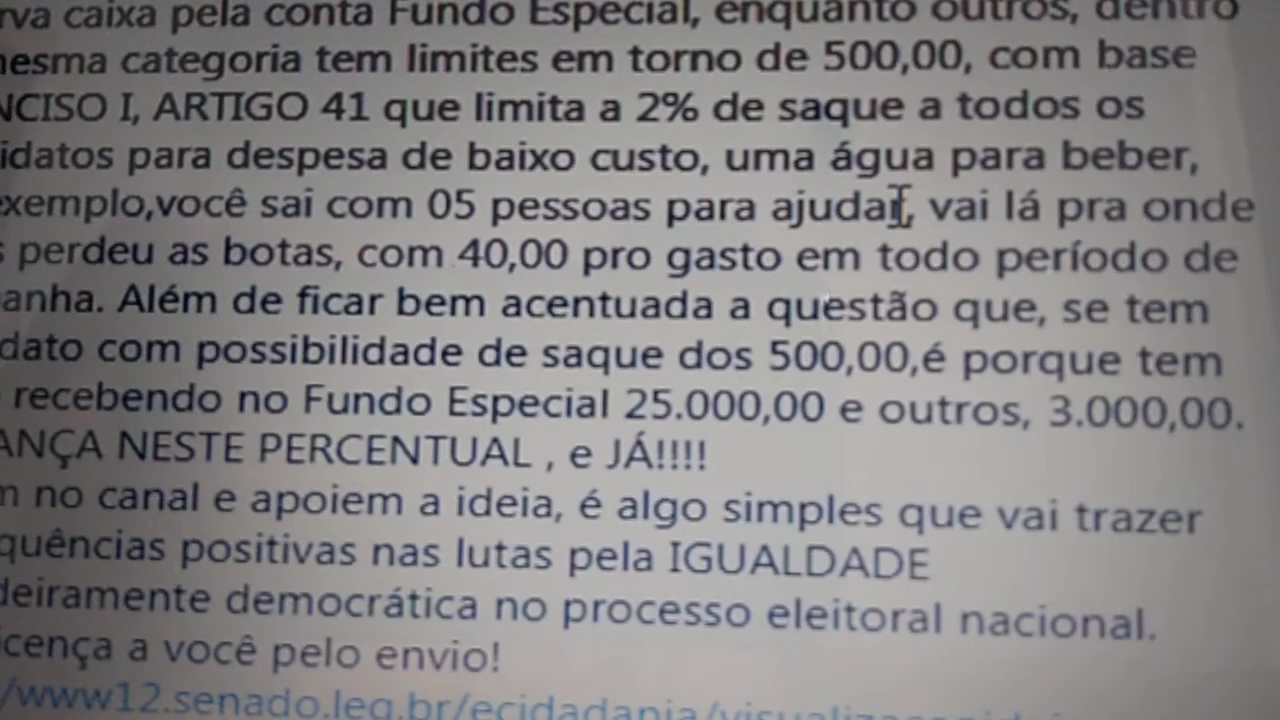 rva caixa pela conta Fundo Especial, enquanto outros, dentro
nesma categoria tem limites em torno de 500,00, com base
NCISO I, ARTIGO 41 que limita a 2% de saque a todos os
idatos para despesa de baixo custo, uma água para beber,
exemplo,você sai com 05 pessoas para ajudar, vai lá pra onde
s perdeu as botas, com 40,00 pro gasto em todo período de
anha. Além de ficar bem acentuada a questão que, se tem
dato com possibilidade de saque dos 500,00,é porque tem
recebendo no Fundo Especial 25.000,00 e outros, 3.000,00.
ANÇA NESTE PERCENTUAL , e JÁ!!!!
m no canal e apoiem a ideia, é algo simples que vai trazer
quências positivas nas lutas pela IGUALDADE
deiramente democrática no processo eleitoral nacional.
icença a você pelo envio!
/www12.senado.leg.br/ecidadania/